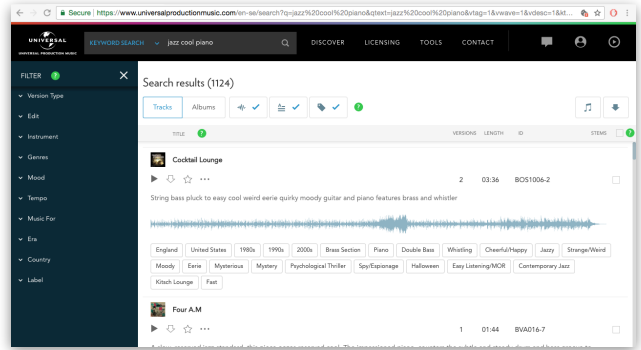 Secure https://www.universalproductionmusic.com/en-se/search?q=jazz%20cool%20piano&qtext=jazz%20cool%20piano&vtag=1&vwave=1&vdesc=1&kt...
UNIVERSAL
UNIVERSAL PRODUCTION MUSIC
KEYWORD SEARCH jazz cool piano DISCOVER LICENSING TOOLS CONTACT
FILTER ?
Version Type
Edit
Instrument
Genres
Mood
Tempo
Music For
Era
Country
Label
Search results (1124)
Tracks Albums ?
TITLE ? VERSIONS LENGTH ID STEMS ?
Cocktail Lounge
2 03:36 BOS1006-2
String bass pluck to easy cool weird eerie quirky moody guitar and piano features brass and whistler
England United States 1980s 1990s 2000s Brass Section Piano Double Bass Whistling Cheerful/Happy Jazzy Strange/Weird
Moody Eerie Mysterious Mystery Psychological Thriller Spy/Espionage Halloween Easy Listening/MOR Contemporary Jazz
Kitsch Lounge Fast
Four A.M
1 01:44 BVA016-7